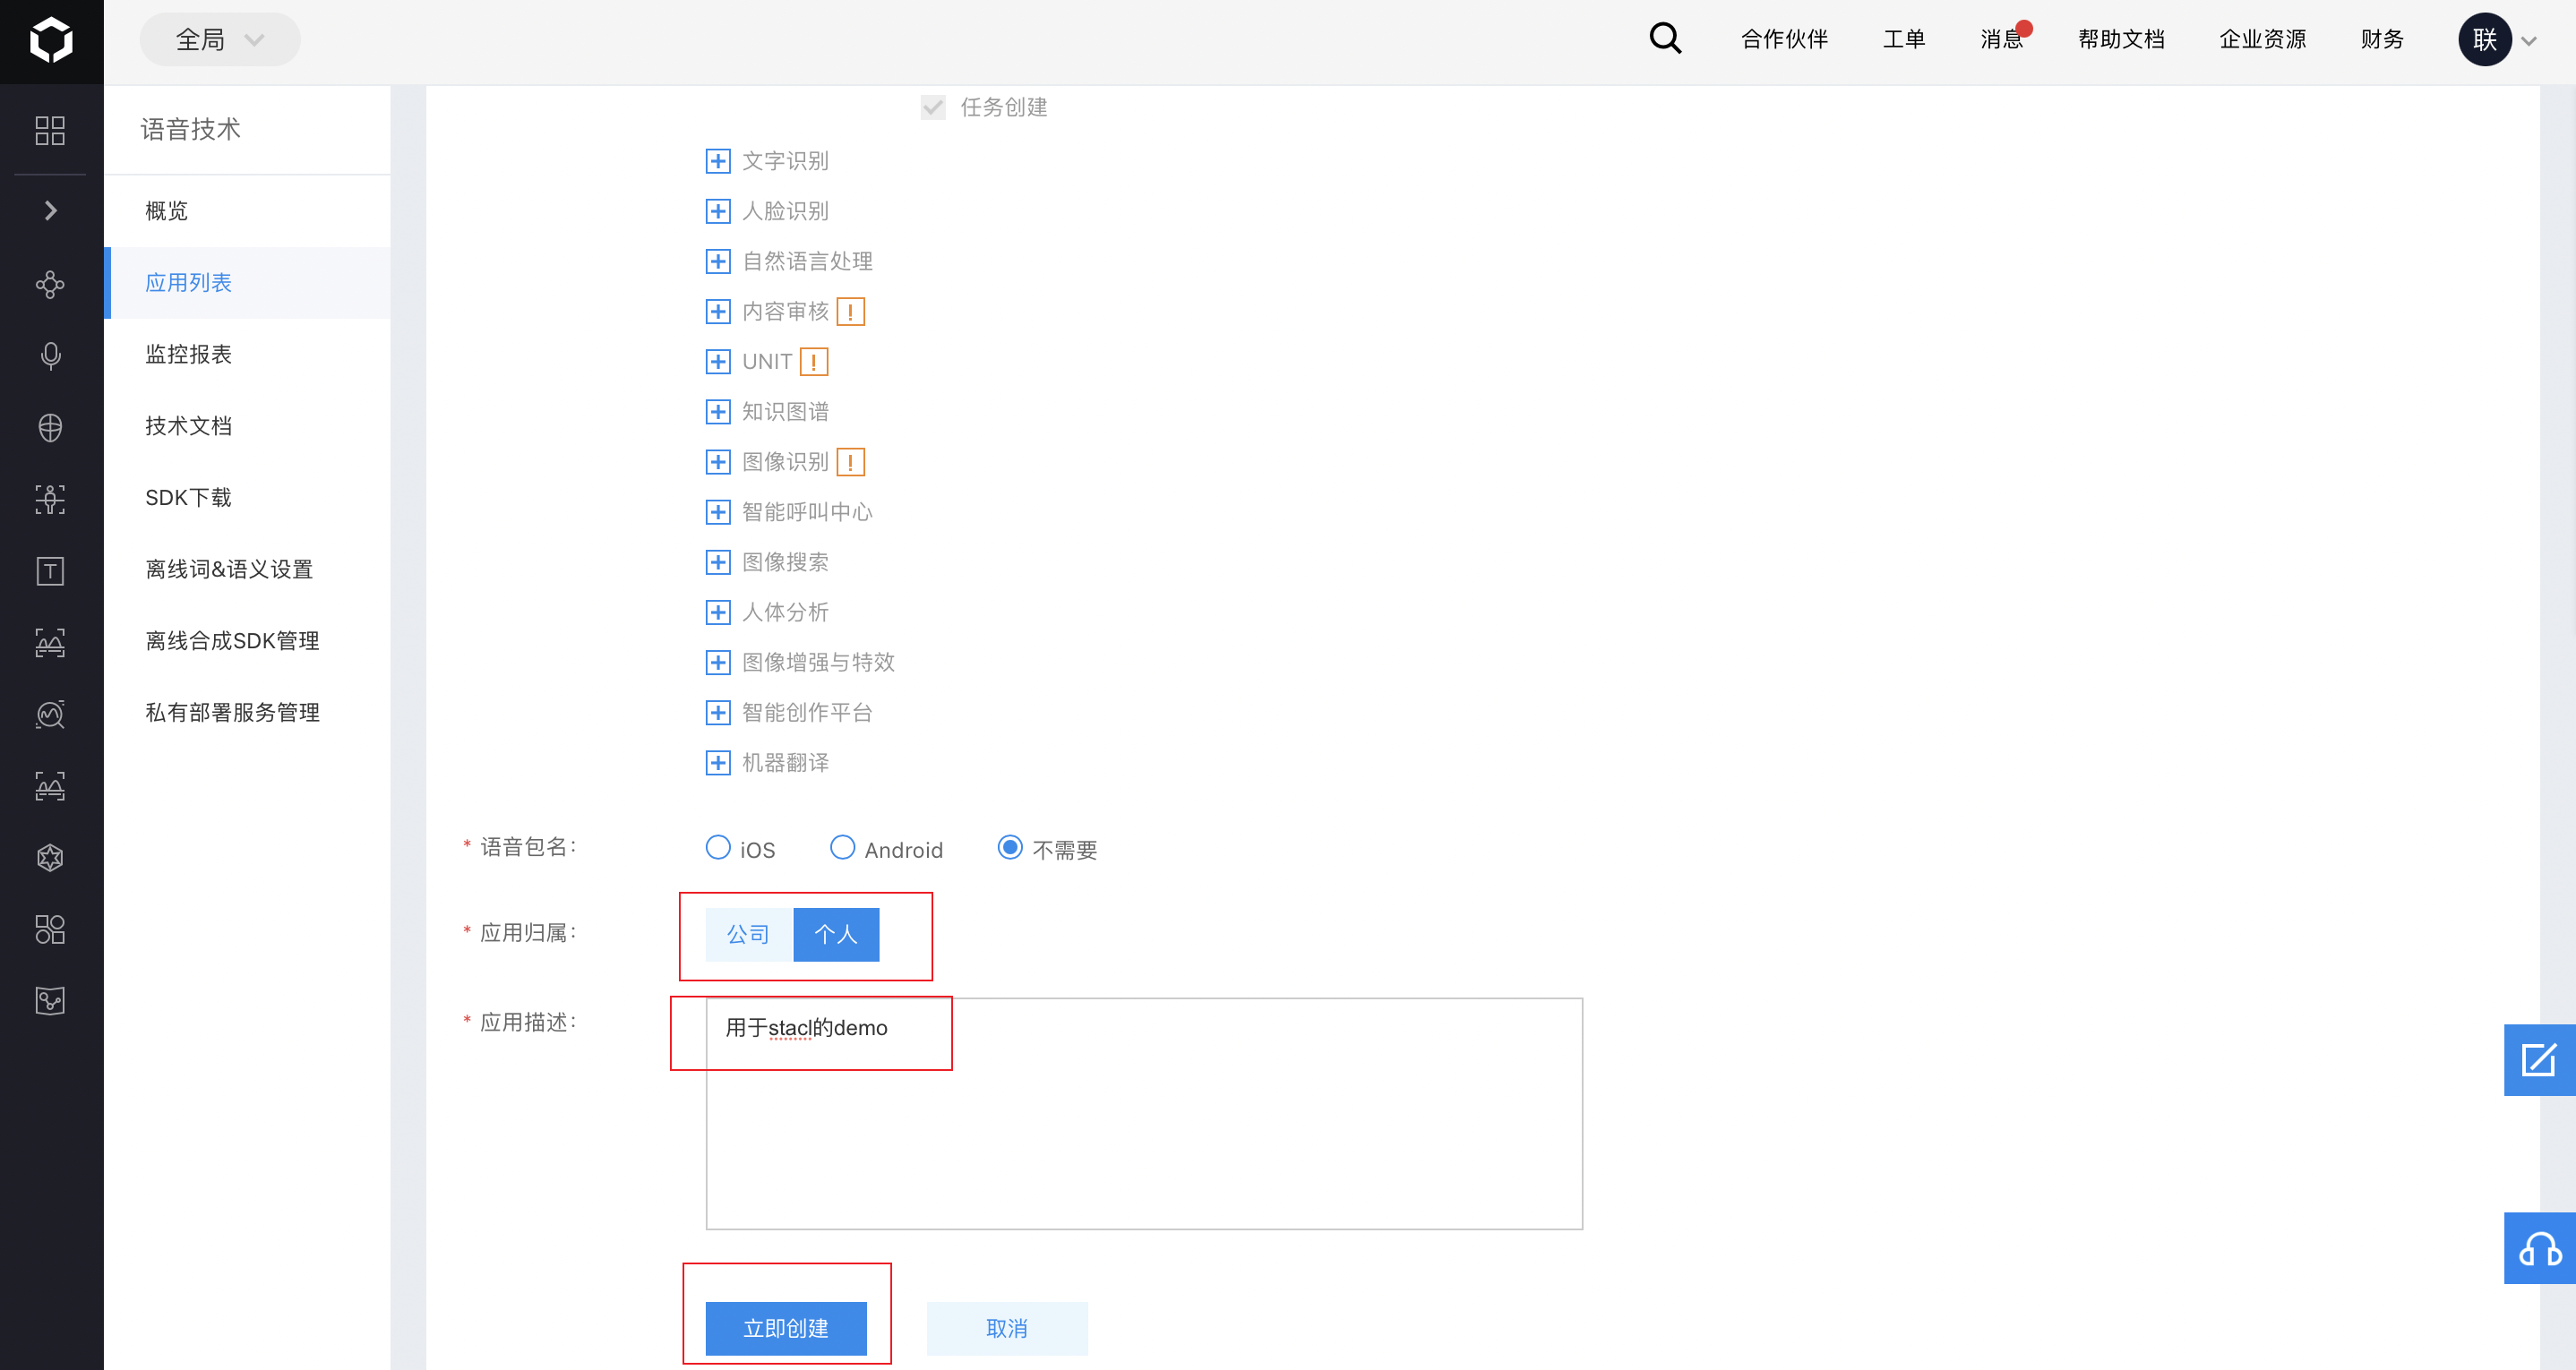 全局
合作伙伴
工单
消息
帮助文档
企业资源
财务
联
语音技术
概览
应用列表
监控报表
技术文档
SDK下载
离线词&语义设置
离线合成SDK管理
私有部署服务管理
任务创建
文字识别
人脸识别
自然语言处理
内容审核 !
UNIT !
知识图谱
图像识别 !
智能呼叫中心
图像搜索
人体分析
图像增强与特效
智能创作平台
机器翻译
* 语音包名: iOS Android 不需要
* 应用归属: 公司 个人
* 应用描述: 用于stacl的demo
立即创建 取消